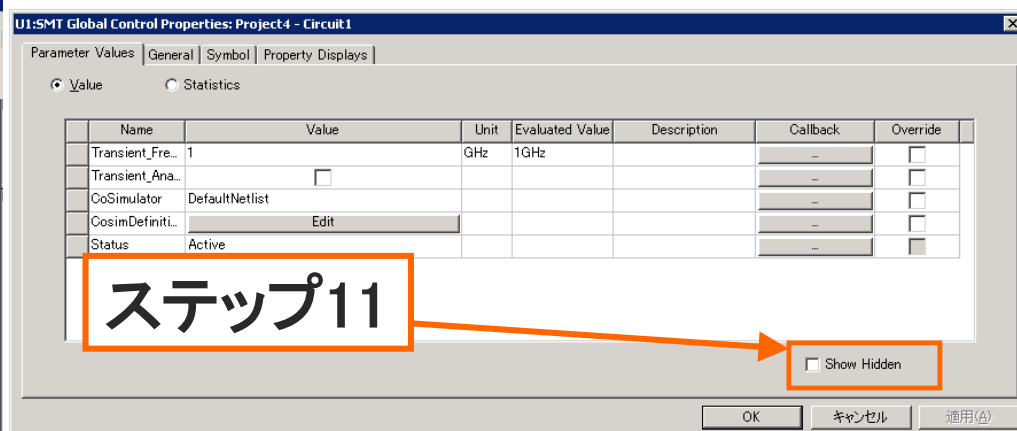 U1:SMT Global Control Properties: Project4 - Circuit1
Parameter Values General Symbol Property Displays
Value Statistics
Name Value Unit Evaluated Value Description Callback Override
Transient_Fre... 1 GHz 1GHz ...
Transient_Ana... ...
CoSimulator DefaultNetlist ...
CosimDefiniti... Edit ...
Status Active ...
ステップ11
Show Hidden
OK キャンセル 適用(A)